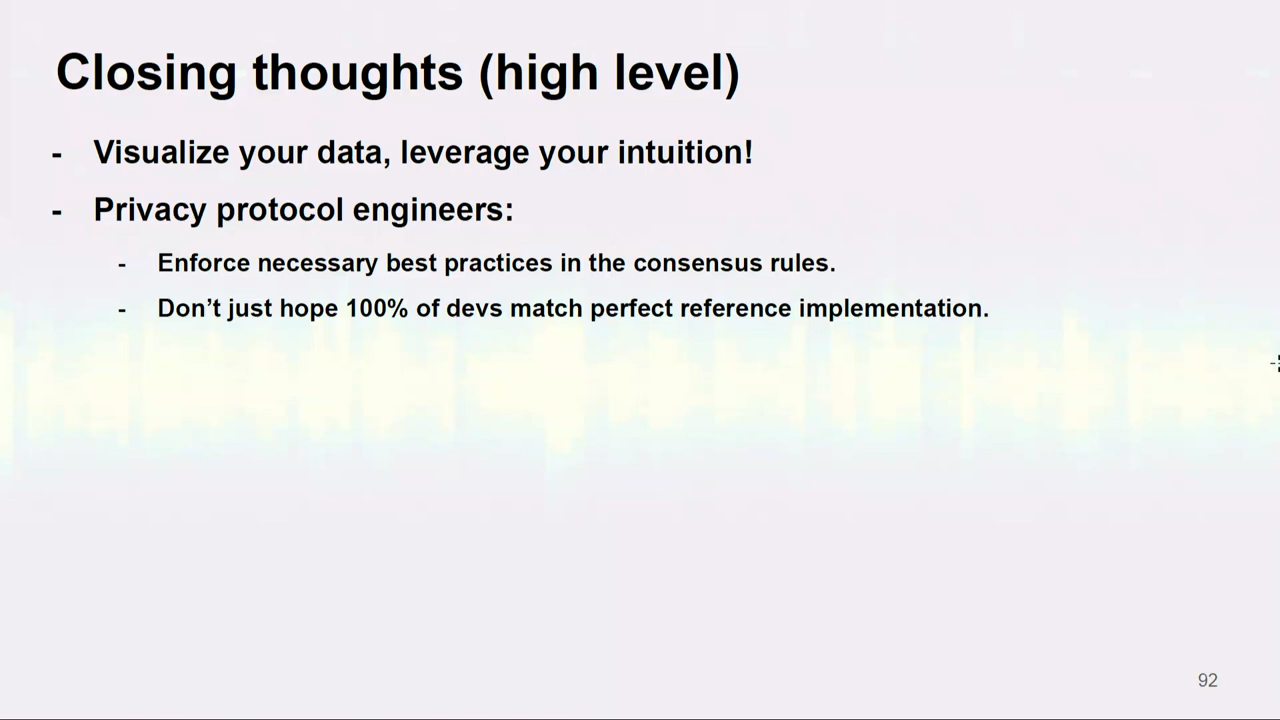 Closing thoughts (high level)
- Visualize your data, leverage your intuition!
- Privacy protocol engineers:
- Enforce necessary best practices in the consensus rules.
- Don’t just hope 100% of devs match perfect reference implementation.
92